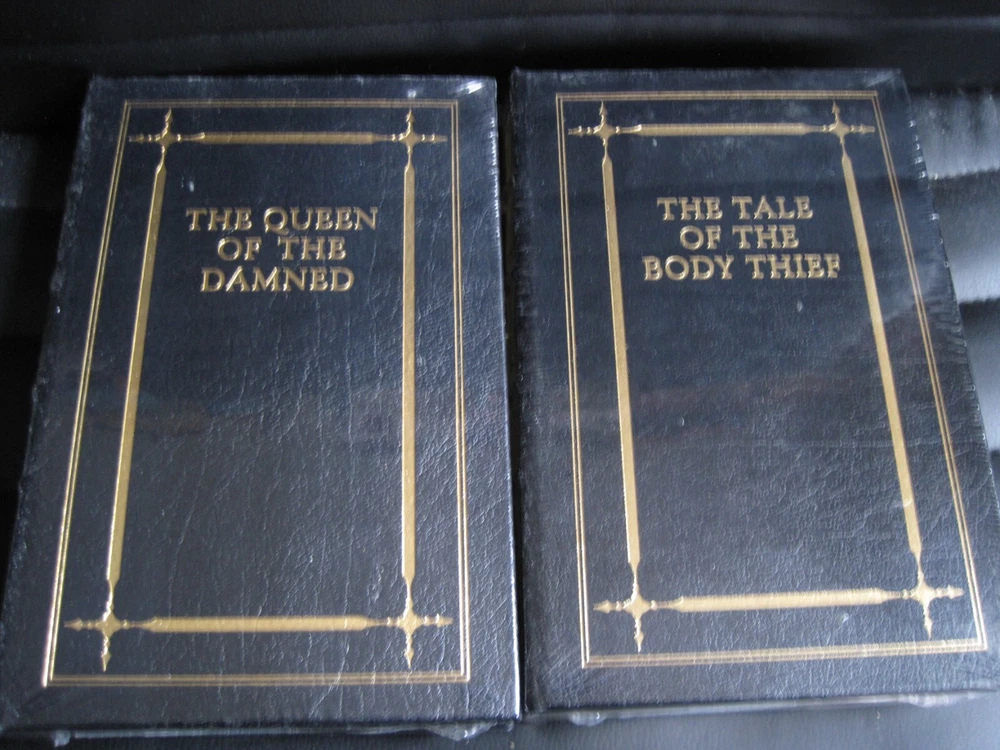 THE QUEEN
OF THE
DAMNED
THE TALE
OF THE
BODY THIEF